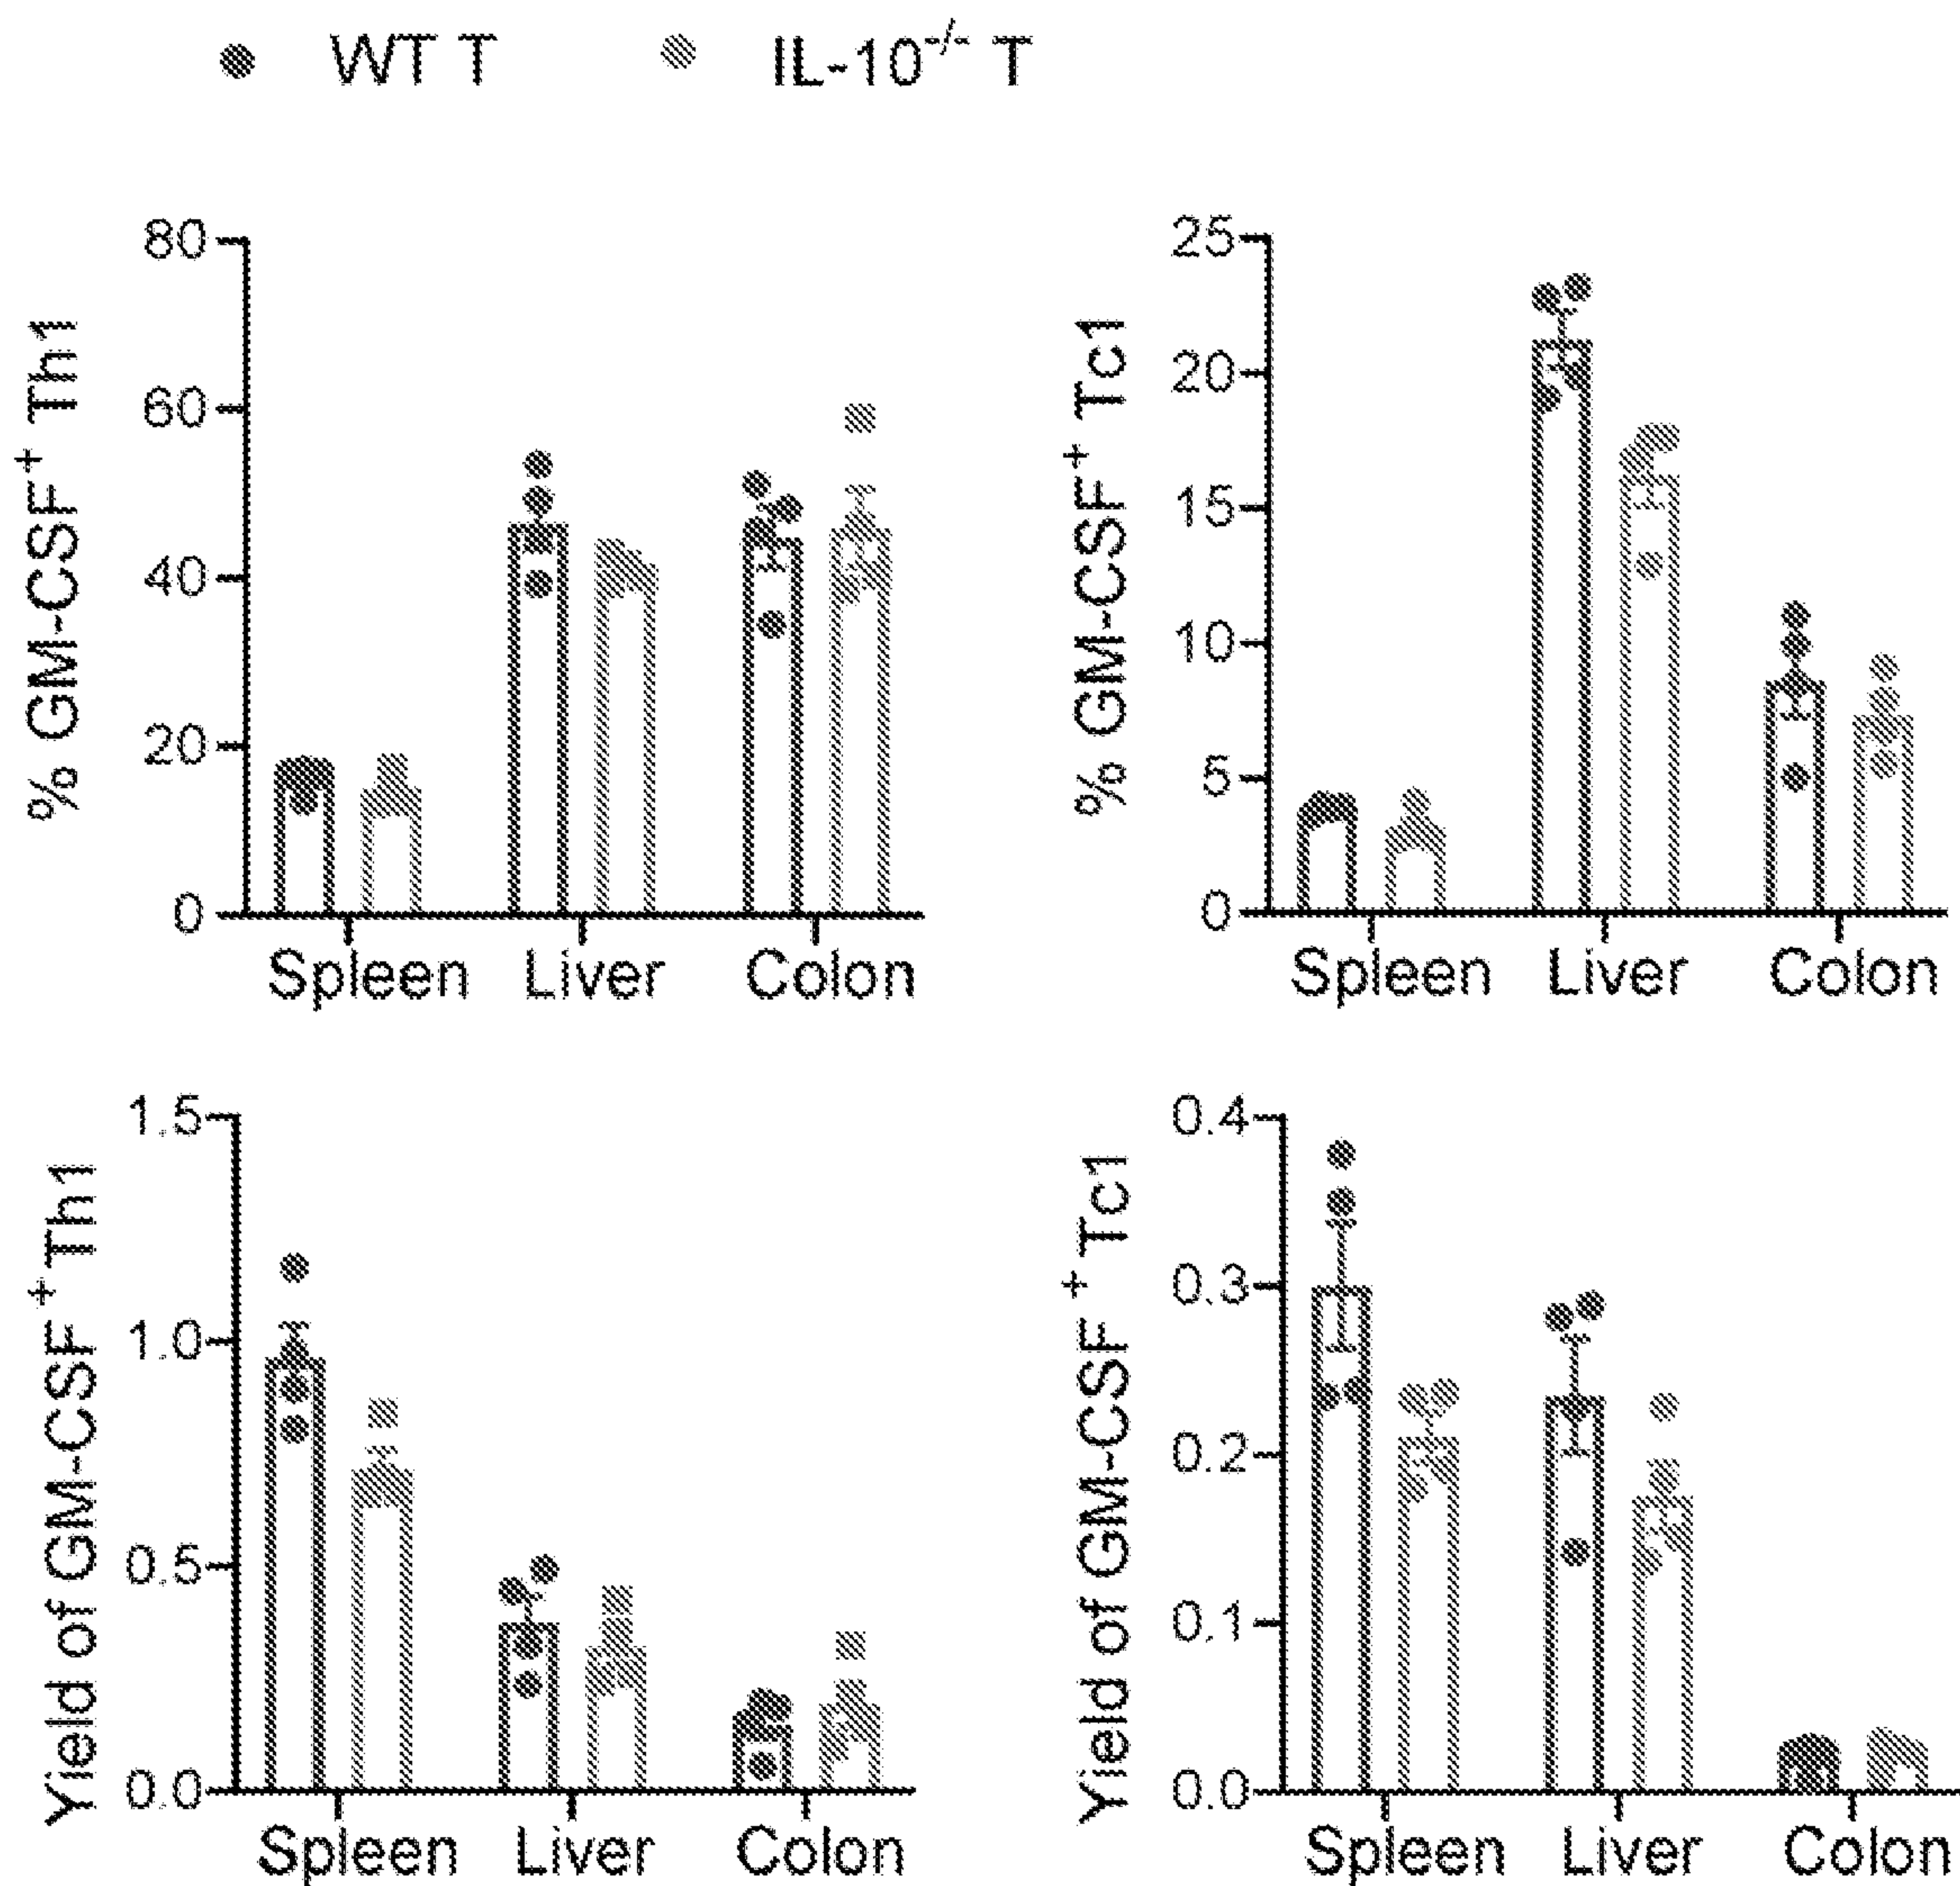 WT T IL-10-/- T
% GM-CSF+ Th1
80
60
40
20
0
Spleen Liver Colon
% GM-CSF+ Tc1
25
20
15
10
5
0
Spleen Liver Colon
Yield of GM-CSF+Th1
1.5
1.0
0.5
0.0
Spleen Liver Colon
Yield of GM-CSF+Tc1
0.4
0.3
0.2
0.1
0.0
Spleen Liver Colon